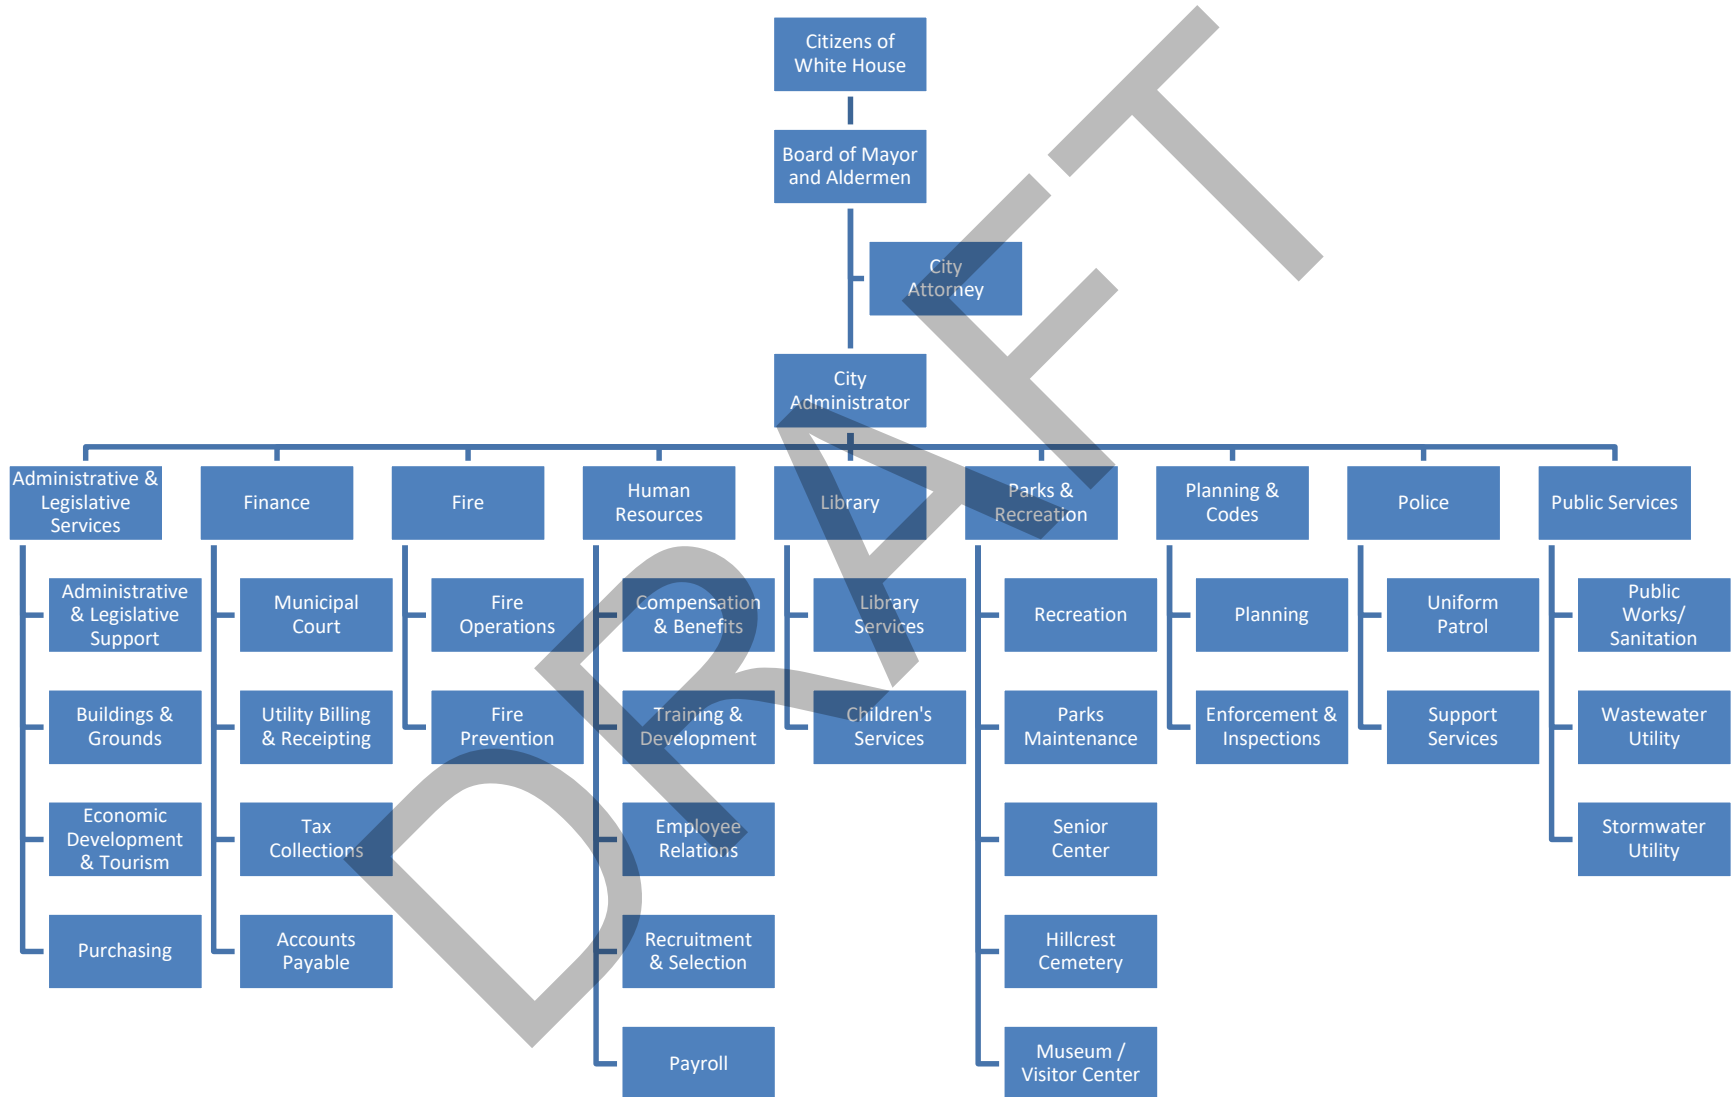 Citizens of
White House
Board of Mayor
and Aldermen
City
Attorney
City
Administrator
Administrative &
Legislative
Services
Finance
Fire
Human
Resources
Library
Parks &
Recreation
Planning &
Codes
Police
Public Services
Administrative
& Legislative
Support
Buildings &
Grounds
Economic
Development
& Tourism
Purchasing
Municipal
Court
Utility Billing
& Receipting
Tax
Collections
Accounts
Payable
Fire
Operations
Fire
Prevention
Compensation
& Benefits
Training &
Development
Employee
Relations
Recruitment
& Selection
Payroll
Library
Services
Children's
Services
Recreation
Parks
Maintenance
Senior
Center
Hillcrest
Cemetery
Museum /
Visitor Center
Planning
Enforcement &
Inspections
Uniform
Patrol
Support
Services
Public
Works/
Sanitation
Wastewater
Utility
Stormwater
Utility
DRAFT